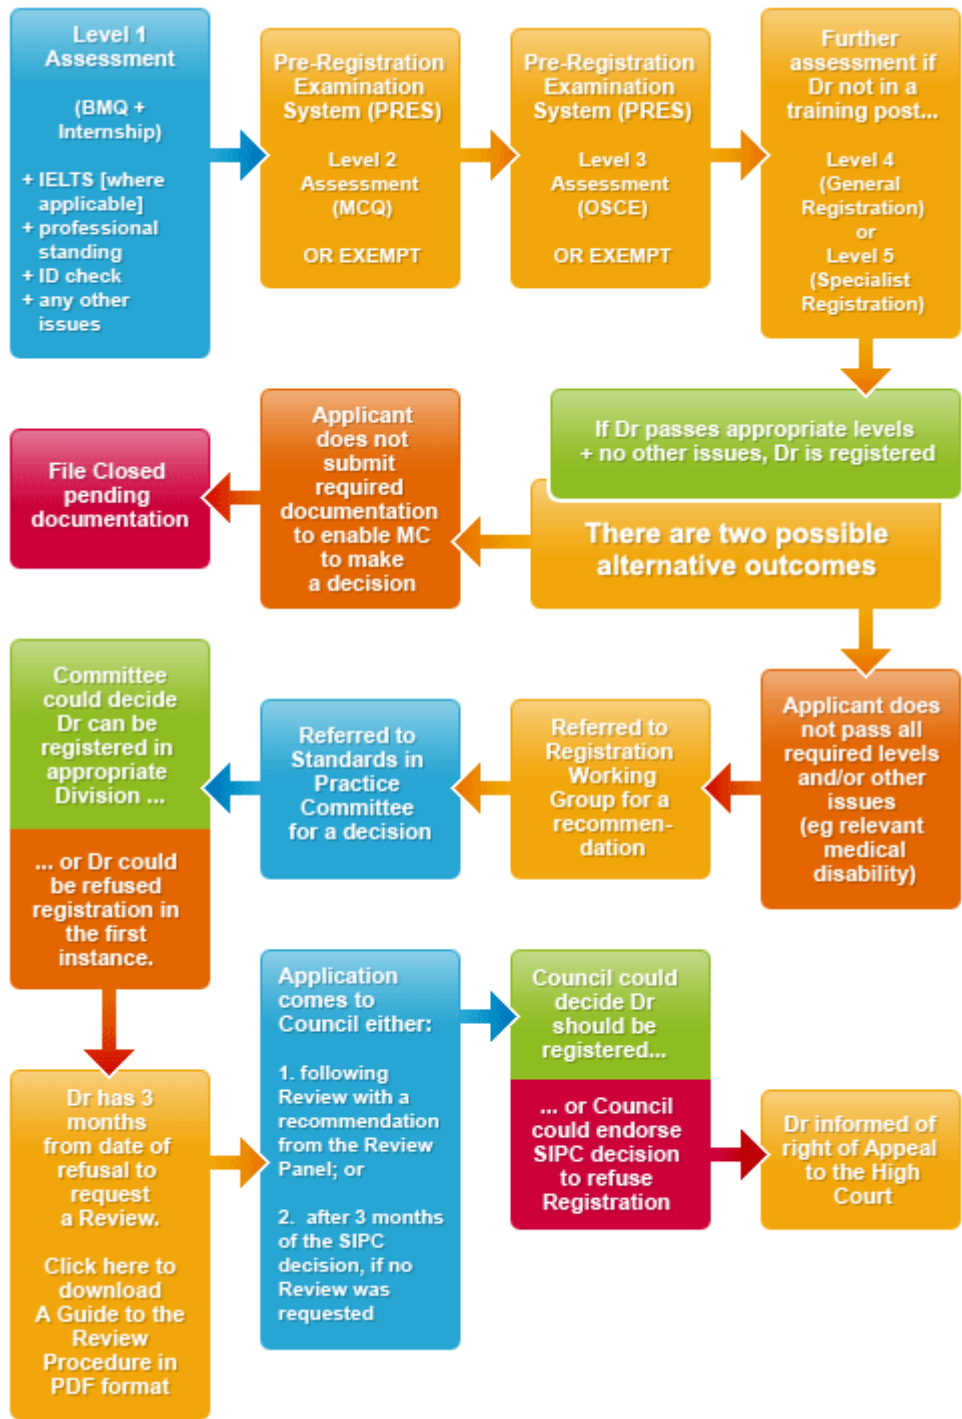 Level 1
Assessment
(BMQ +
Internship)
+ IELTS [where
applicable]
+ professional
standing
+ ID check
+ any other
issues
Pre-Registration
Examination
System (PRES)
Level 2
Assessment
(MCQ)
OR EXEMPT
Pre-Registration
Examination
System (PRES)
Level 3
Assessment
(OSCE)
OR EXEMPT
Further
assessment if
Dr not in a
training post...
Level 4
(General
Registration)
or
Level 5
(Specialist
Registration)
If Dr passes appropriate levels
+ no other issues, Dr is registered
There are two possible
alternative outcomes
Applicant
does not
submit
required
documentation
to enable MC
to make
a decision
File Closed
pending
documentation
Applicant does
not pass all
required levels
and/or other
issues
(eg relevant
medical
disability)
Referred to
Registration
Working
Group for a
recommen-
dation
Referred to
Standards in
Practice
Committee
for a decision
Committee
could decide
Dr can be
registered in
appropriate
Division ...
... or Dr could
be refused
registration in
the first
instance.
Dr has 3
months
from date of
refusal to
request
a Review.
Click here to
download
A Guide to the
Review
Procedure in
PDF format
Application
comes to
Council either:
1. following
Review with a
recommendation
from the Review
Panel; or
2. after 3 months
of the SIPC
decision, if no
Review was
requested
Council could
decide Dr
should be
registered...
... or Council
could endorse
SIPC decision
to refuse
Registration
Dr informed of
right of Appeal
to the High
Court